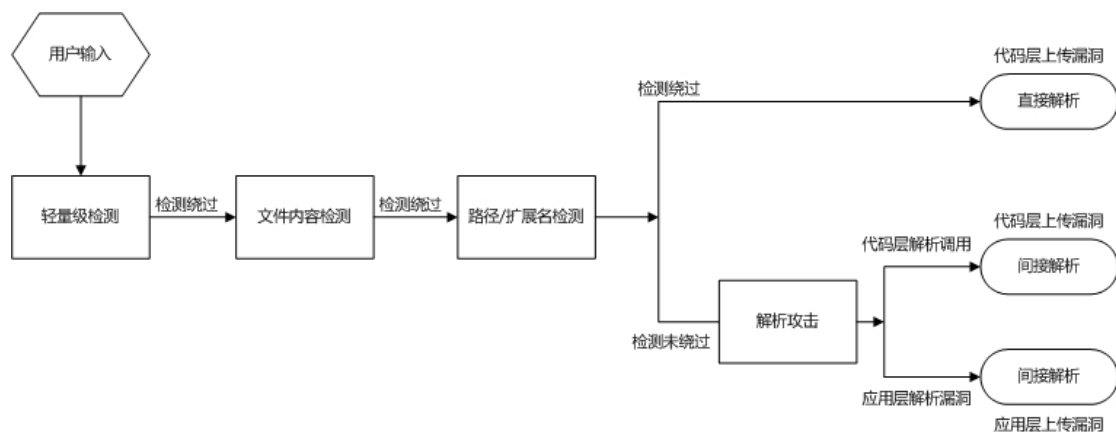 用户输入
轻量级检测
检测绕过
文件内容检测
检测绕过
路径/扩展名检测
检测绕过
代码层上传漏洞
直接解析
检测未绕过
解析攻击
代码层解析调用
代码层上传漏洞
间接解析
应用层解析漏洞
间接解析
应用层上传漏洞